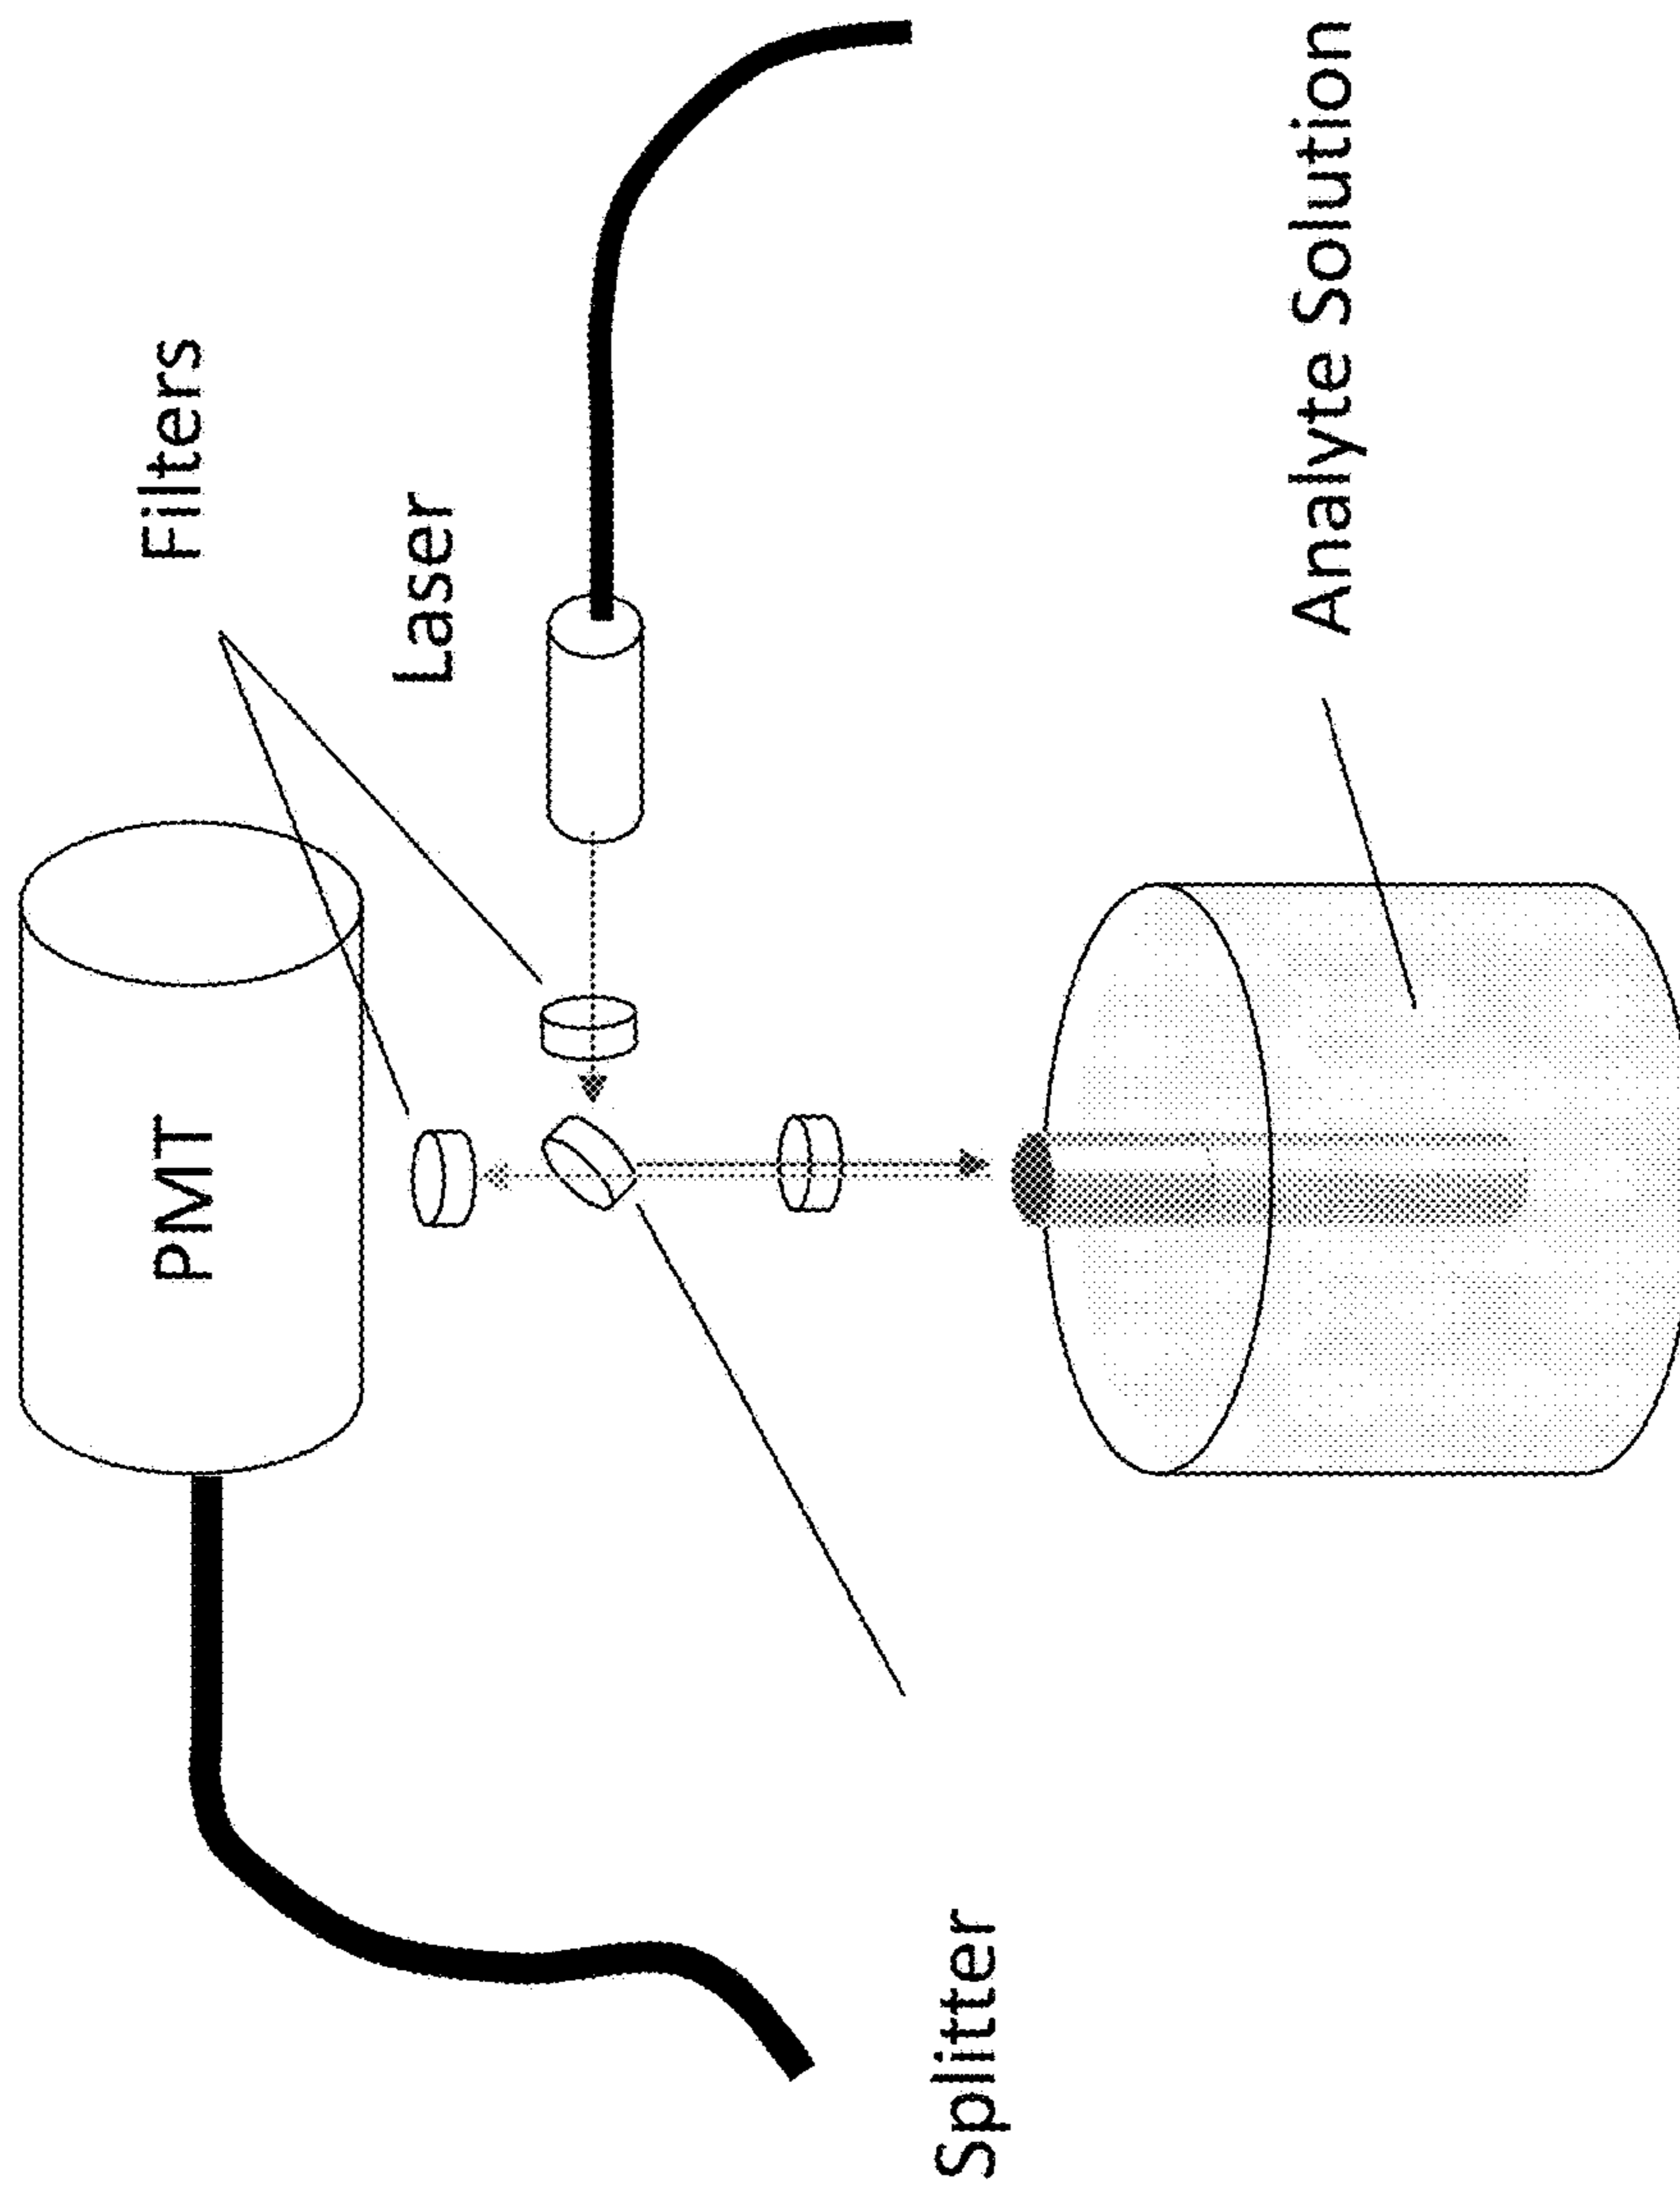 Filters
Laser
PMT
Analyte Solution
Splitter